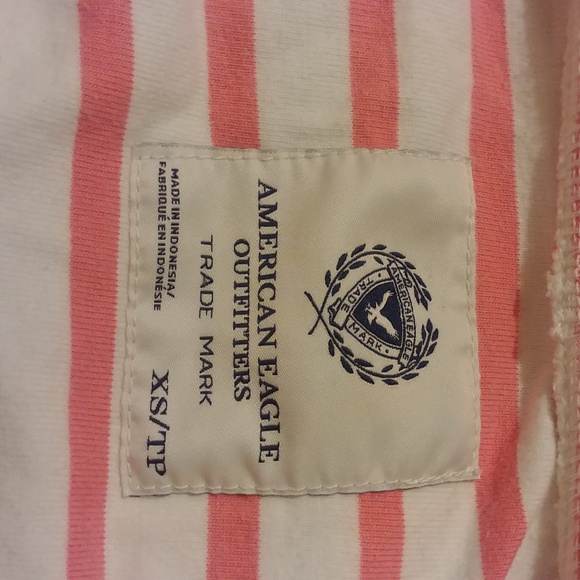 AMERICAN EAGLE
TRADE MARK
AMERICAN EAGLE
OUTFITTERS
TRADE MARK
XS/TP
MADE IN INDONESIA/
FABRIQUÉ EN INDONÉSIE